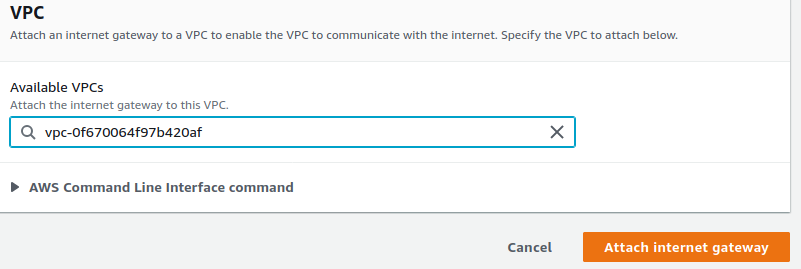 VPC
Attach an internet gateway to a VPC to enable the VPC to communicate with the internet. Specify the VPC to attach below.
Available VPCs
Attach the internet gateway to this VPC.
vpc-0f670064f97b420af
AWS Command Line Interface command
Cancel
Attach internet gateway